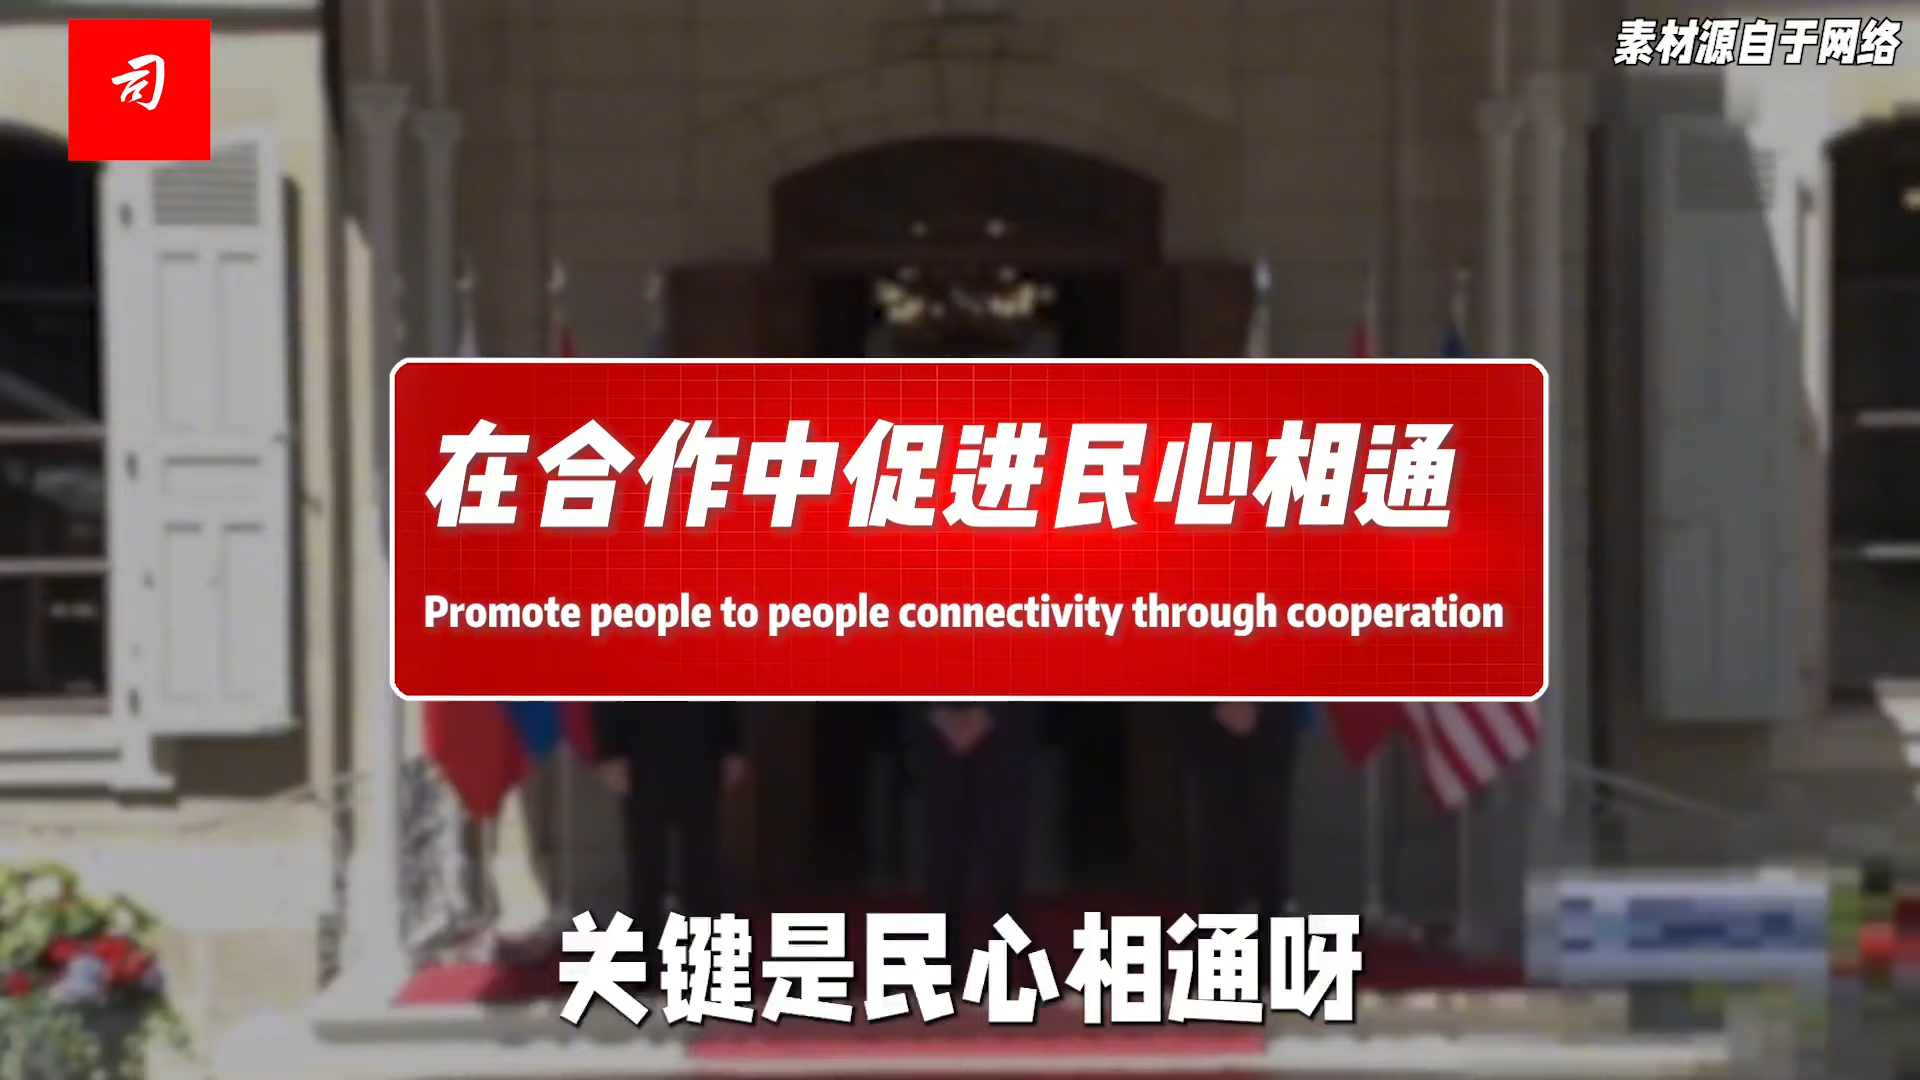 司
素材源自于网络
在合作中促进民心相通
Promote people to people connectivity through cooperation
关键是民心相通呀